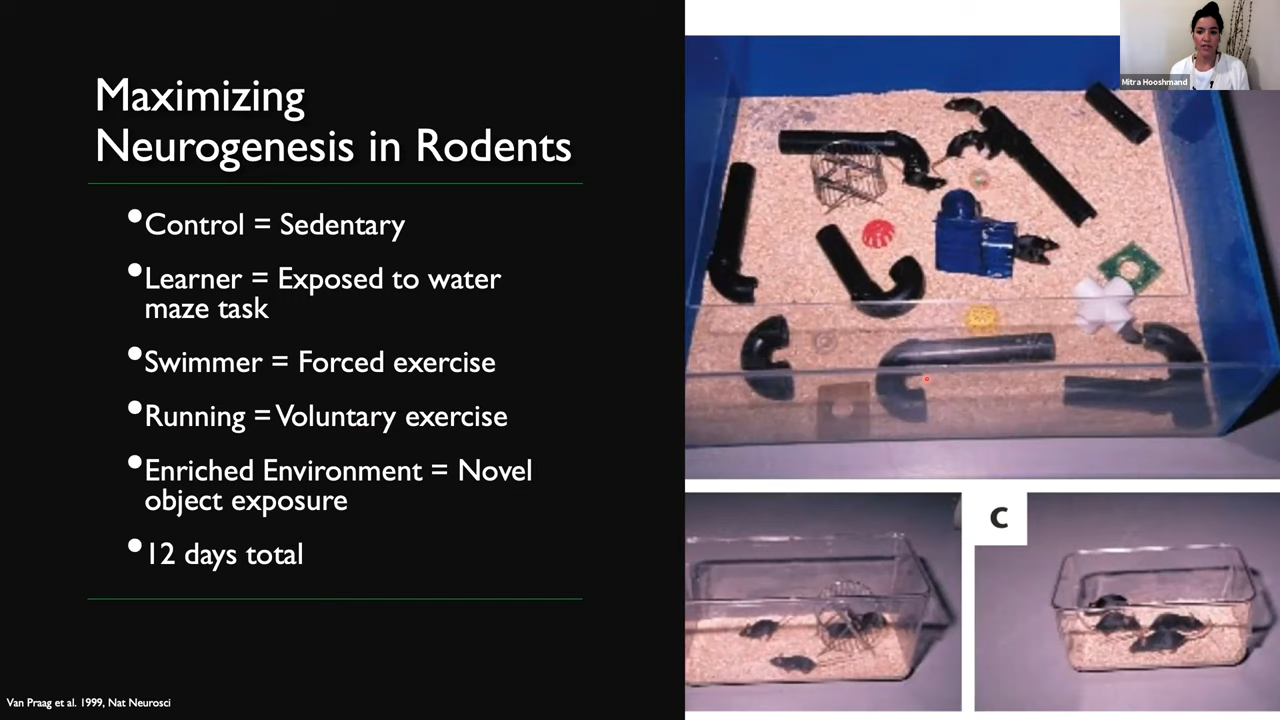 Mitra Hooshmand
Maximizing
Neurogenesis in Rodents
•Control = Sedentary
•Learner = Exposed to water
maze task
•Swimmer = Forced exercise
•Running = Voluntary exercise
•Enriched Environment = Novel
object exposure
•12 days total
C
Van Praag et al. 1999, Nat Neurosci